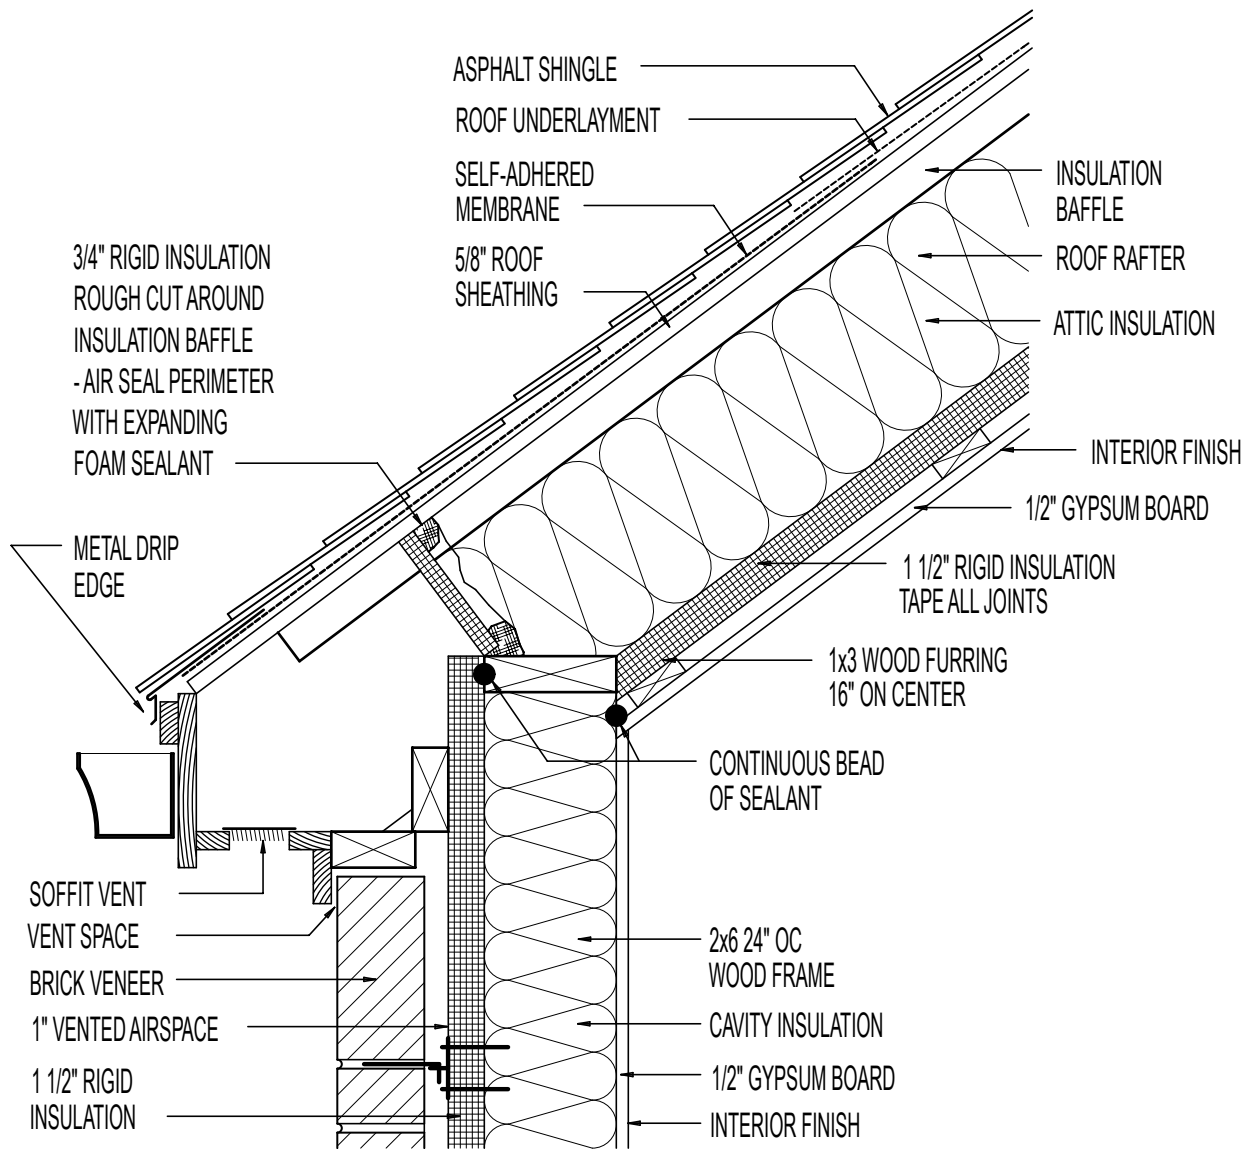 ASPHALT SHINGLE
ROOF UNDERLAYMENT
SELF-ADHERED
MEMBRANE
5/8" ROOF
SHEATHING
3/4" RIGID INSULATION
ROUGH CUT AROUND
INSULATION BAFFLE
- AIR SEAL PERIMETER
WITH EXPANDING
FOAM SEALANT
METAL DRIP
EDGE
INSULATION
BAFFLE
ROOF RAFTER
ATTIC INSULATION
INTERIOR FINISH
1/2" GYPSUM BOARD
1 1/2" RIGID INSULATION
TAPE ALL JOINTS
1x3 WOOD FURRING
16" ON CENTER
CONTINUOUS BEAD
OF SEALANT
SOFFIT VENT
VENT SPACE
BRICK VENEER
1" VENTED AIRSPACE
1 1/2" RIGID
INSULATION
2x6 24" OC
WOOD FRAME
CAVITY INSULATION
1/2" GYPSUM BOARD
INTERIOR FINISH